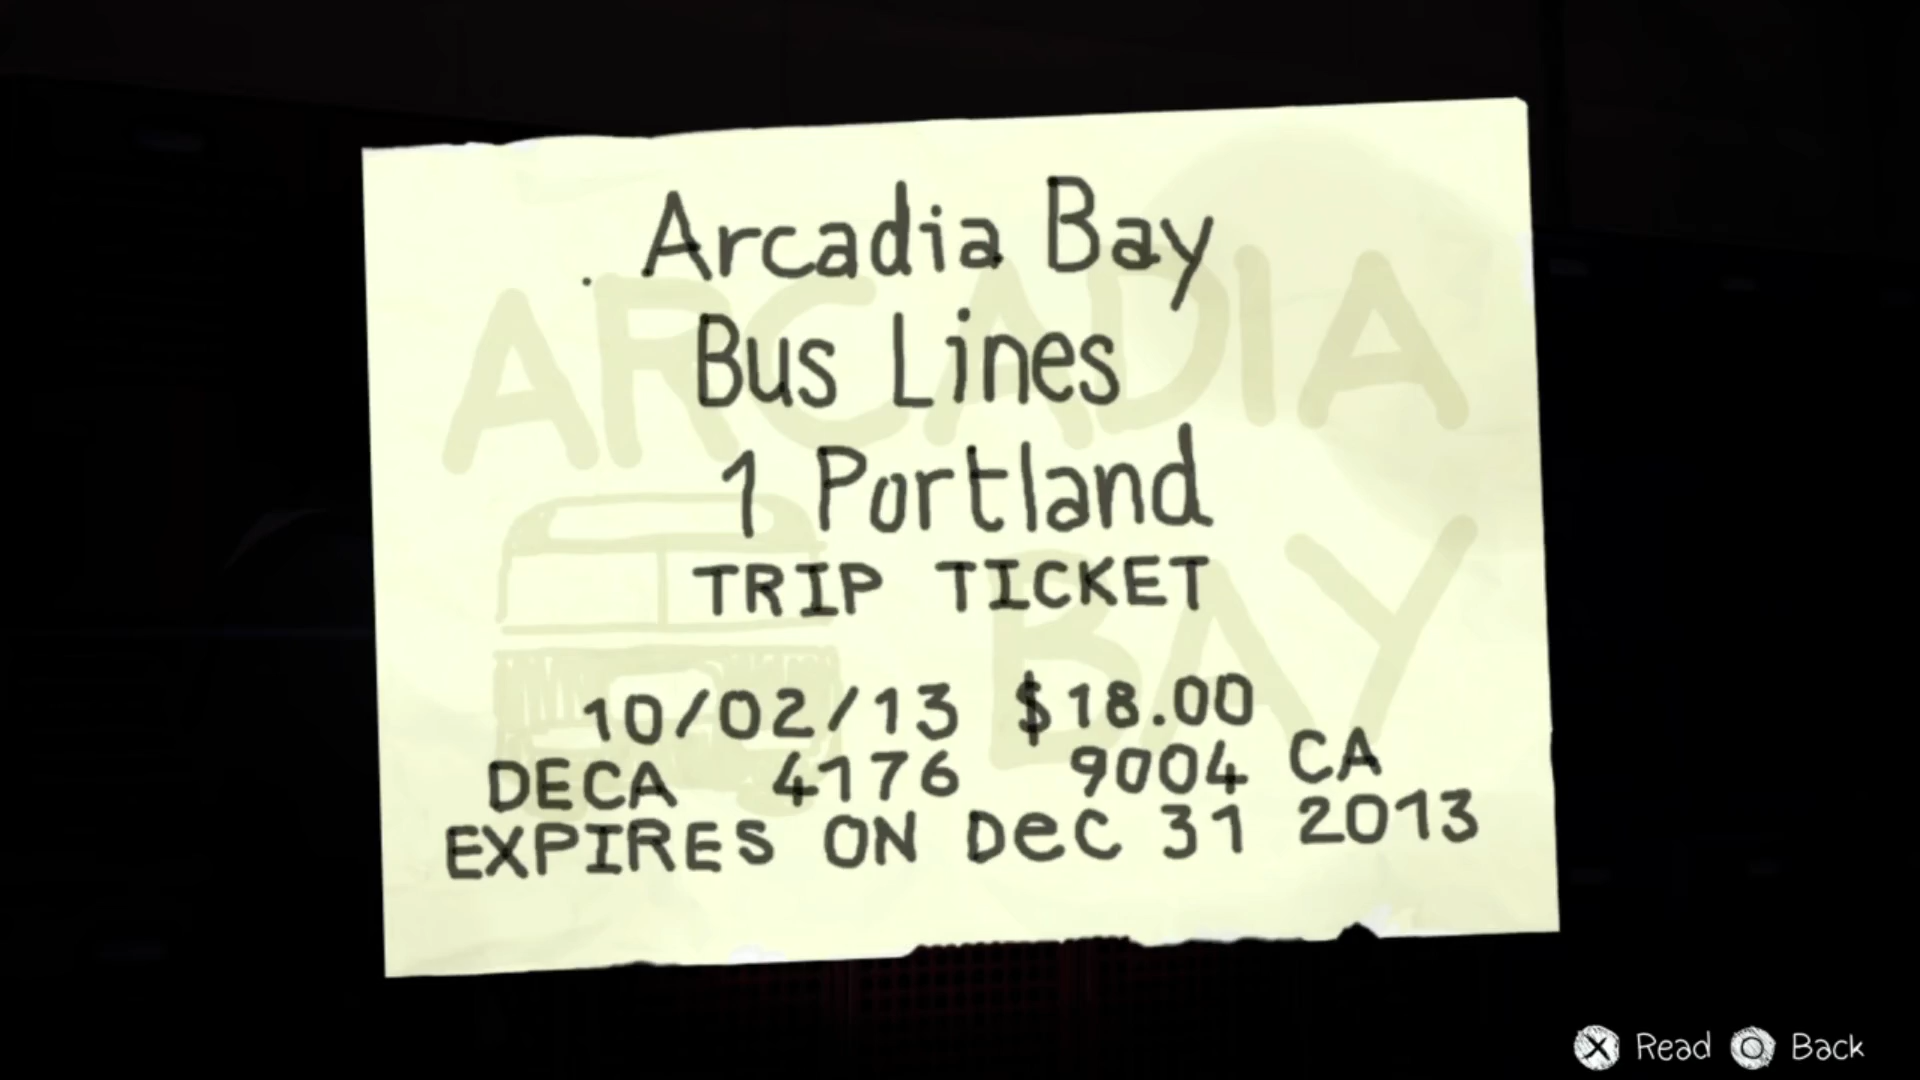 Arcadia Bay
Bus Lines
1 Portland
TRIP TICKET
10/02/13 $18.00
DECA 4176 9004 CA
EXPIRES ON Dec 31 2013
ARCADIA
BAY
Read Back